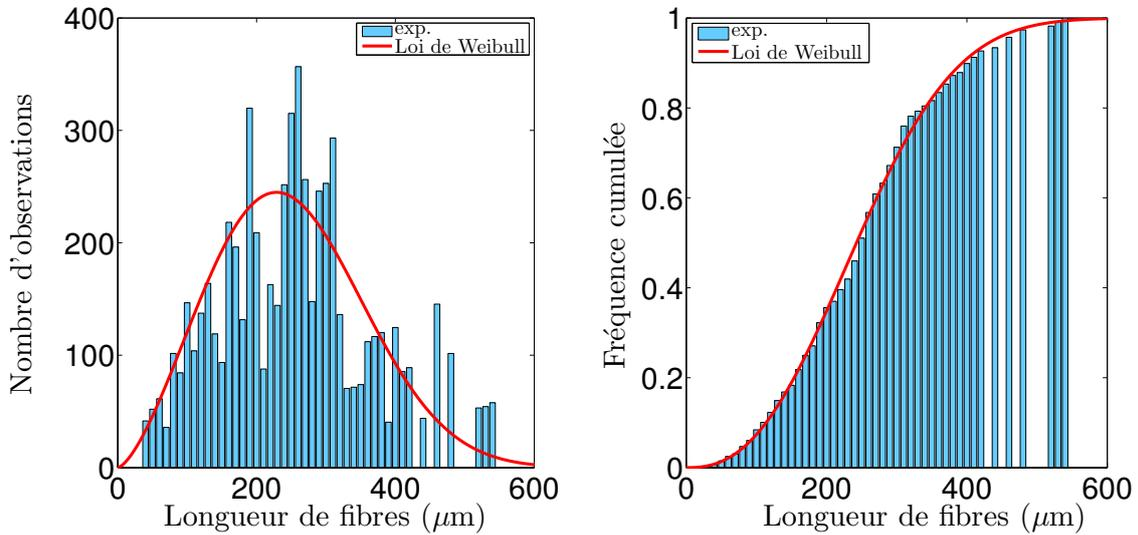 400
300
200
100
0
0
200
400
600
Nombre d'observations
Longueur de fibres (μm)
exp.
Loi de Weibull
1
0.8
0.6
0.4
0.2
0
0
200
400
600
Fréquence cumulée
Longueur de fibres (μm)
exp.
Loi de Weibull